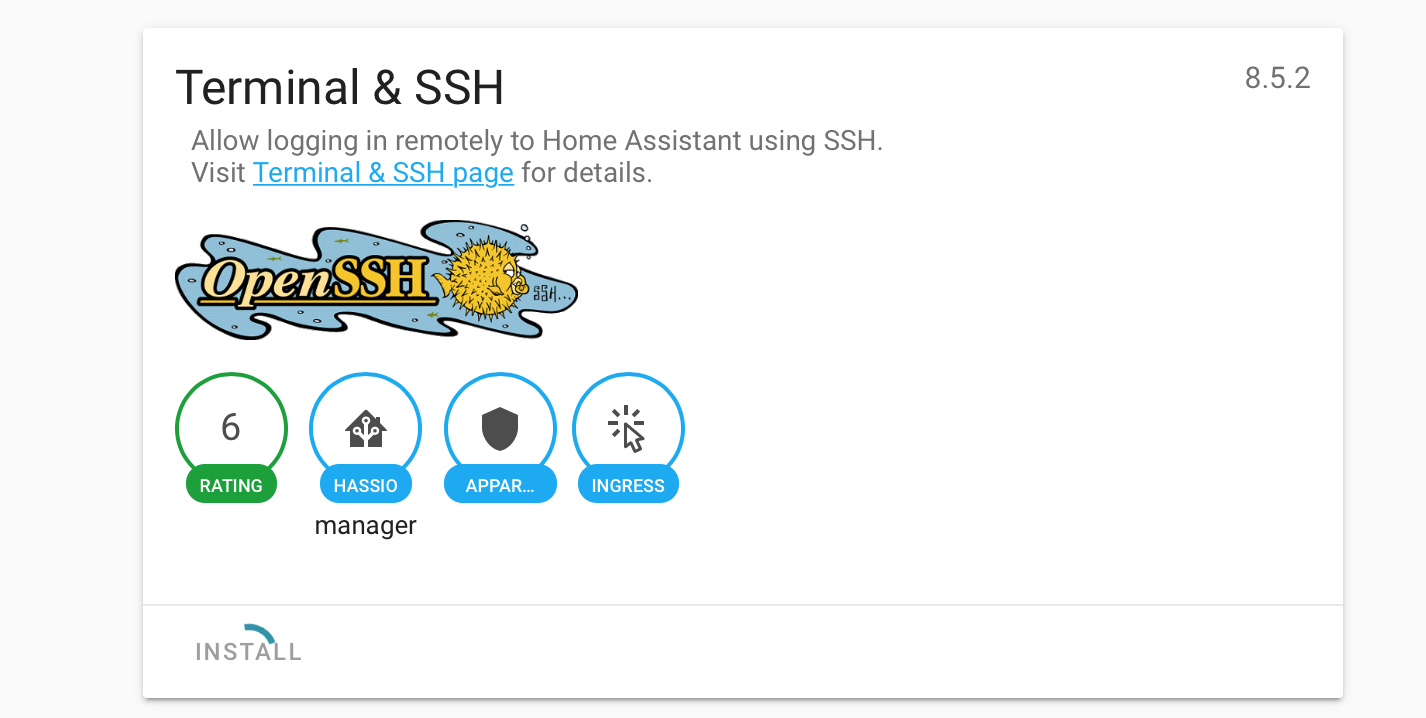 Terminal & SSH
8.5.2
Allow logging in remotely to Home Assistant using SSH.
Visit Terminal & SSH page for details.
OpenSSH
SSH...
6
RATING
HASSIO
manager
APPAR...
INGRESS
INSTALL